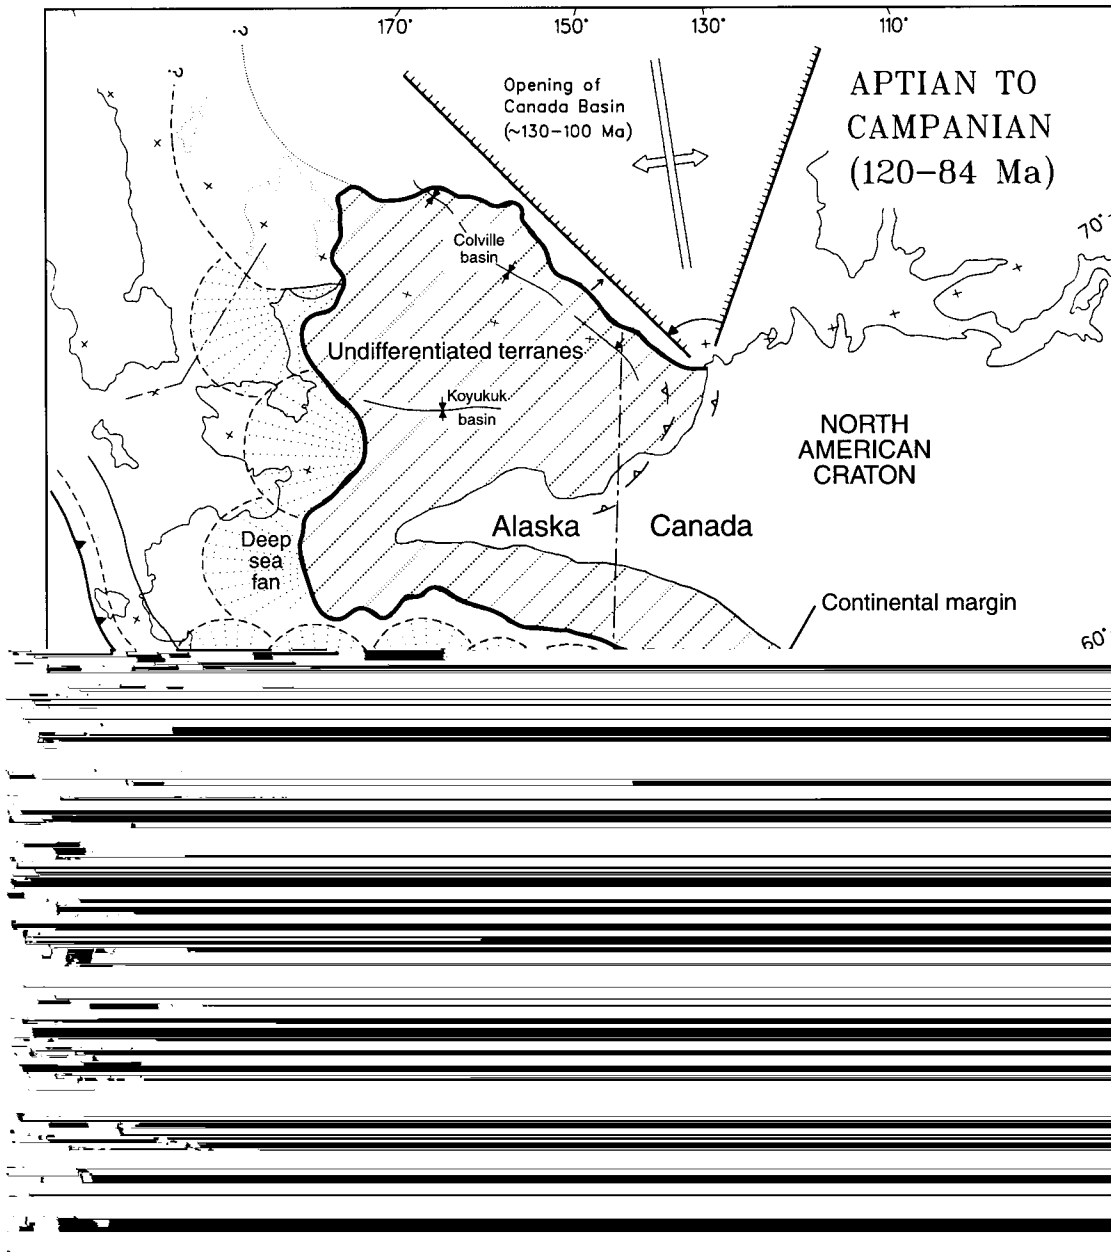 170° 150° 130° 110°
?
?
Opening of
Canada Basin
(~130–100 Ma)
APTIAN TO
CAMPANIAN
(120–84 Ma)
70°
Colville
basin
Undifferentiated terranes
Koyukuk
basin
NORTH
AMERICAN
CRATON
Alaska
Canada
Deep
sea
fan
Continental margin
60°